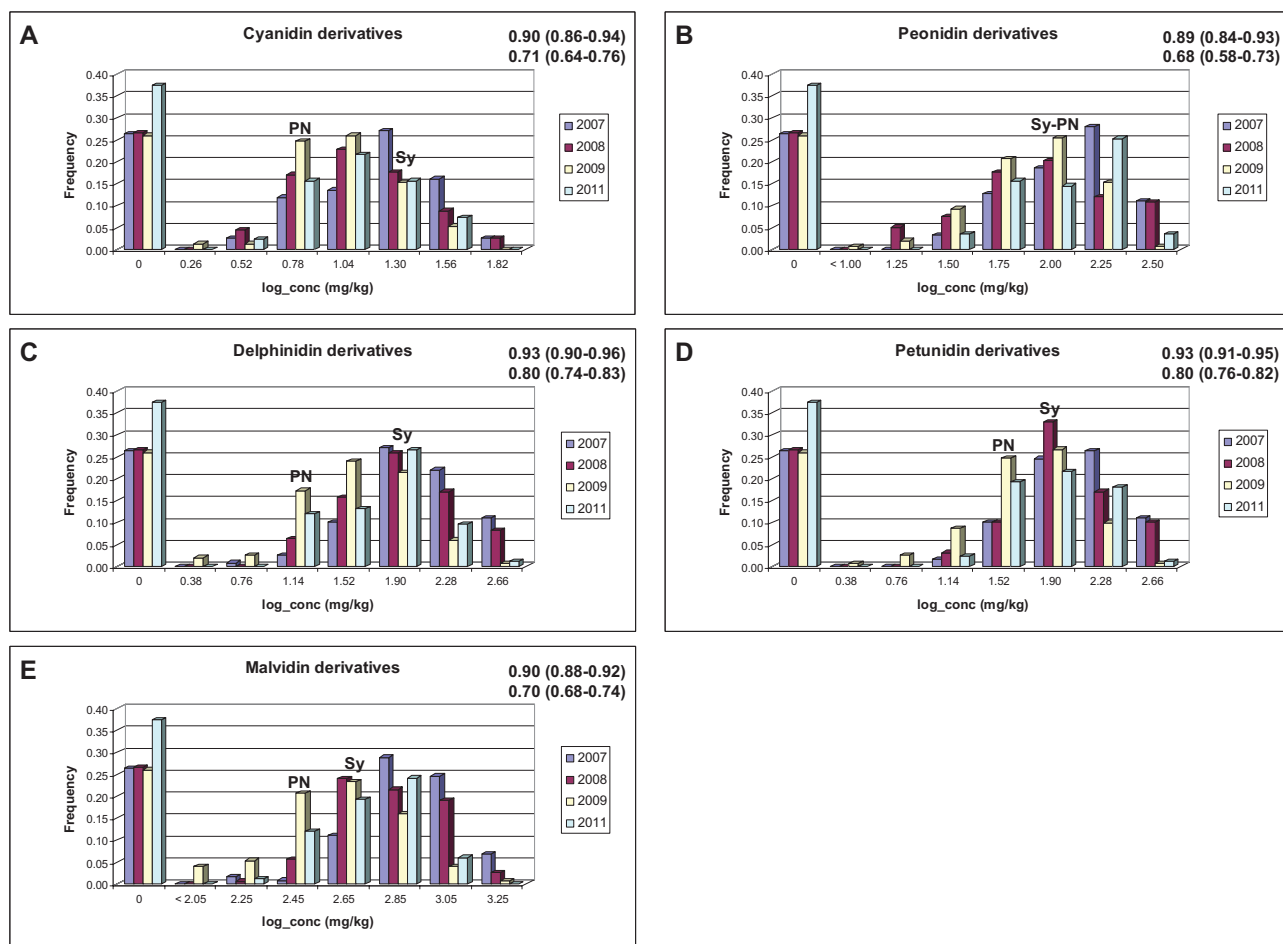 A
Cyanidin derivatives
0.90 (0.86-0.94)
0.71 (0.64-0.76)
Frequency
0.40
0.35
0.30
0.25
0.20
0.15
0.10
0.05
0.00
PN
Sy
0 0.26 0.52 0.78 1.04 1.30 1.56 1.82
log_conc (mg/kg)
2007
2008
2009
2011
B
Peonidin derivatives
0.89 (0.84-0.93)
0.68 (0.58-0.73)
Frequency
0.40
0.35
0.30
0.25
0.20
0.15
0.10
0.05
0.00
Sy-PN
0 < 1.00 1.25 1.50 1.75 2.00 2.25 2.50
log_conc (mg/kg)
2007
2008
2009
2011
C
Delphinidin derivatives
0.93 (0.90-0.96)
0.80 (0.74-0.83)
Frequency
0.40
0.35
0.30
0.25
0.20
0.15
0.10
0.05
0.00
PN
Sy
0 0.38 0.76 1.14 1.52 1.90 2.28 2.66
log_conc (mg/kg)
2007
2008
2009
2011
D
Petunidin derivatives
0.93 (0.91-0.95)
0.80 (0.76-0.82)
Frequency
0.40
0.35
0.30
0.25
0.20
0.15
0.10
0.05
0.00
PN
Sy
0 0.38 0.76 1.14 1.52 1.90 2.28 2.66
log_conc (mg/kg)
2007
2008
2009
2011
E
Malvidin derivatives
0.90 (0.88-0.92)
0.70 (0.68-0.74)
Frequency
0.40
0.35
0.30
0.25
0.20
0.15
0.10
0.05
0.00
PN
Sy
0 < 2.05 2.25 2.45 2.65 2.85 3.05 3.25
log_conc (mg/kg)
2007
2008
2009
2011